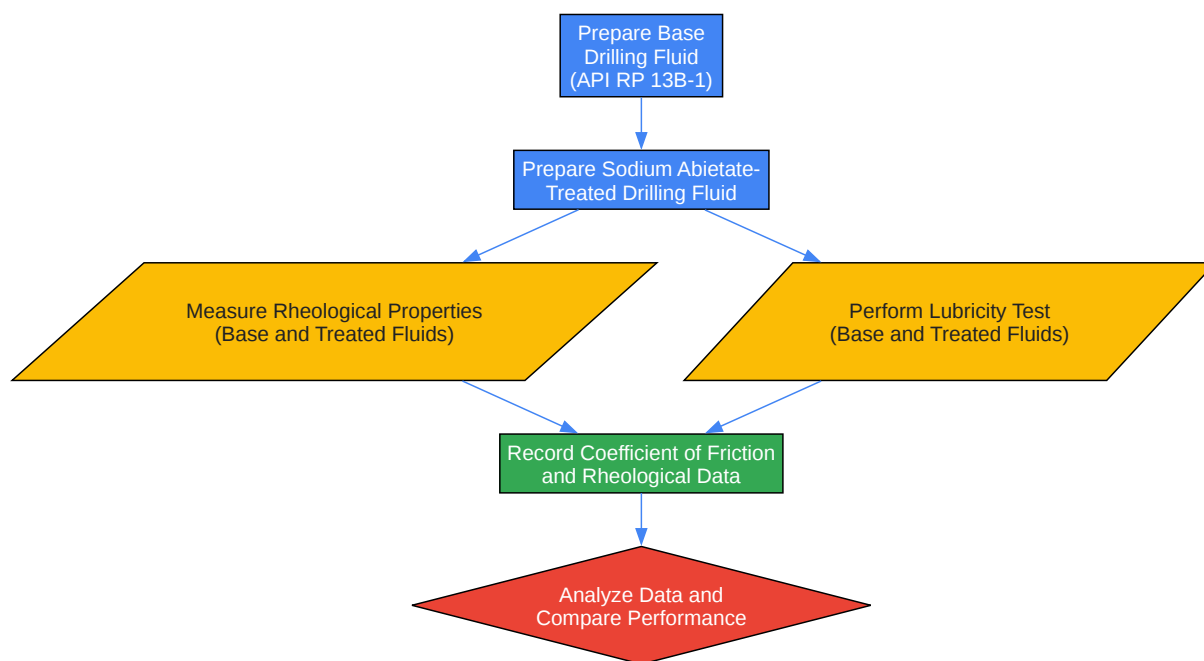 Prepare Base
Drilling Fluid
(API RP 13B-1)
Prepare Sodium Abietate-
Treated Drilling Fluid
Measure Rheological Properties
(Base and Treated Fluids)
Perform Lubricity Test
(Base and Treated Fluids)
Record Coefficient of Friction
and Rheological Data
Analyze Data and
Compare Performance